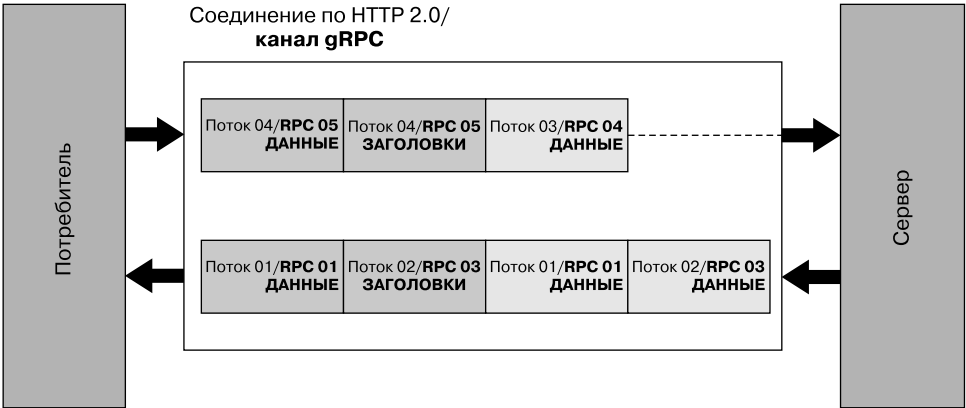 Соединение по HTTP 2.0/
канал gRPC
Потребитель
Поток 04/RPC 05
ДАННЫЕ
Поток 04/RPC 05
ЗАГОЛОВКИ
Поток 03/RPC 04
ДАННЫЕ
Поток 01/RPC 01
ДАННЫЕ
Поток 02/RPC 03
ЗАГОЛОВКИ
Поток 01/RPC 01
ДАННЫЕ
Поток 02/RPC 03
ДАННЫЕ
Сервер